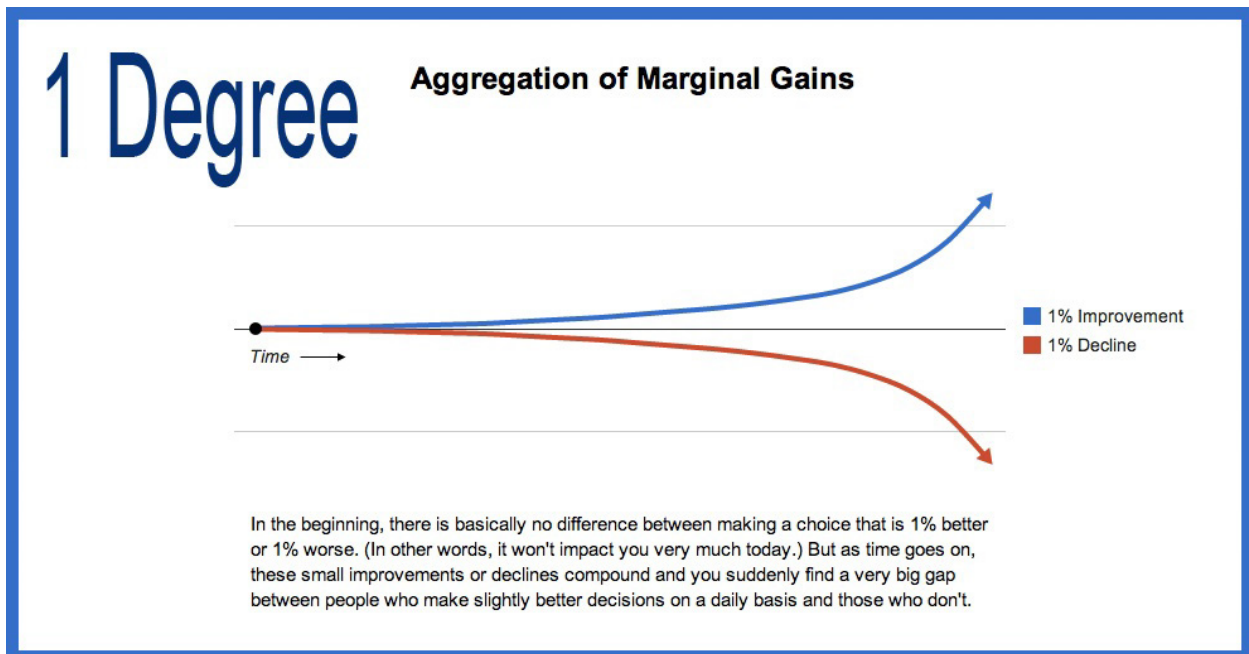 1 Degree
Aggregation of Marginal Gains
1% Improvement
1% Decline
Time
In the beginning, there is basically no difference between making a choice that is 1% better
or 1% worse. (In other words, it won't impact you very much today.) But as time goes on,
these small improvements or declines compound and you suddenly find a very big gap
between people who make slightly better decisions on a daily basis and those who don't.